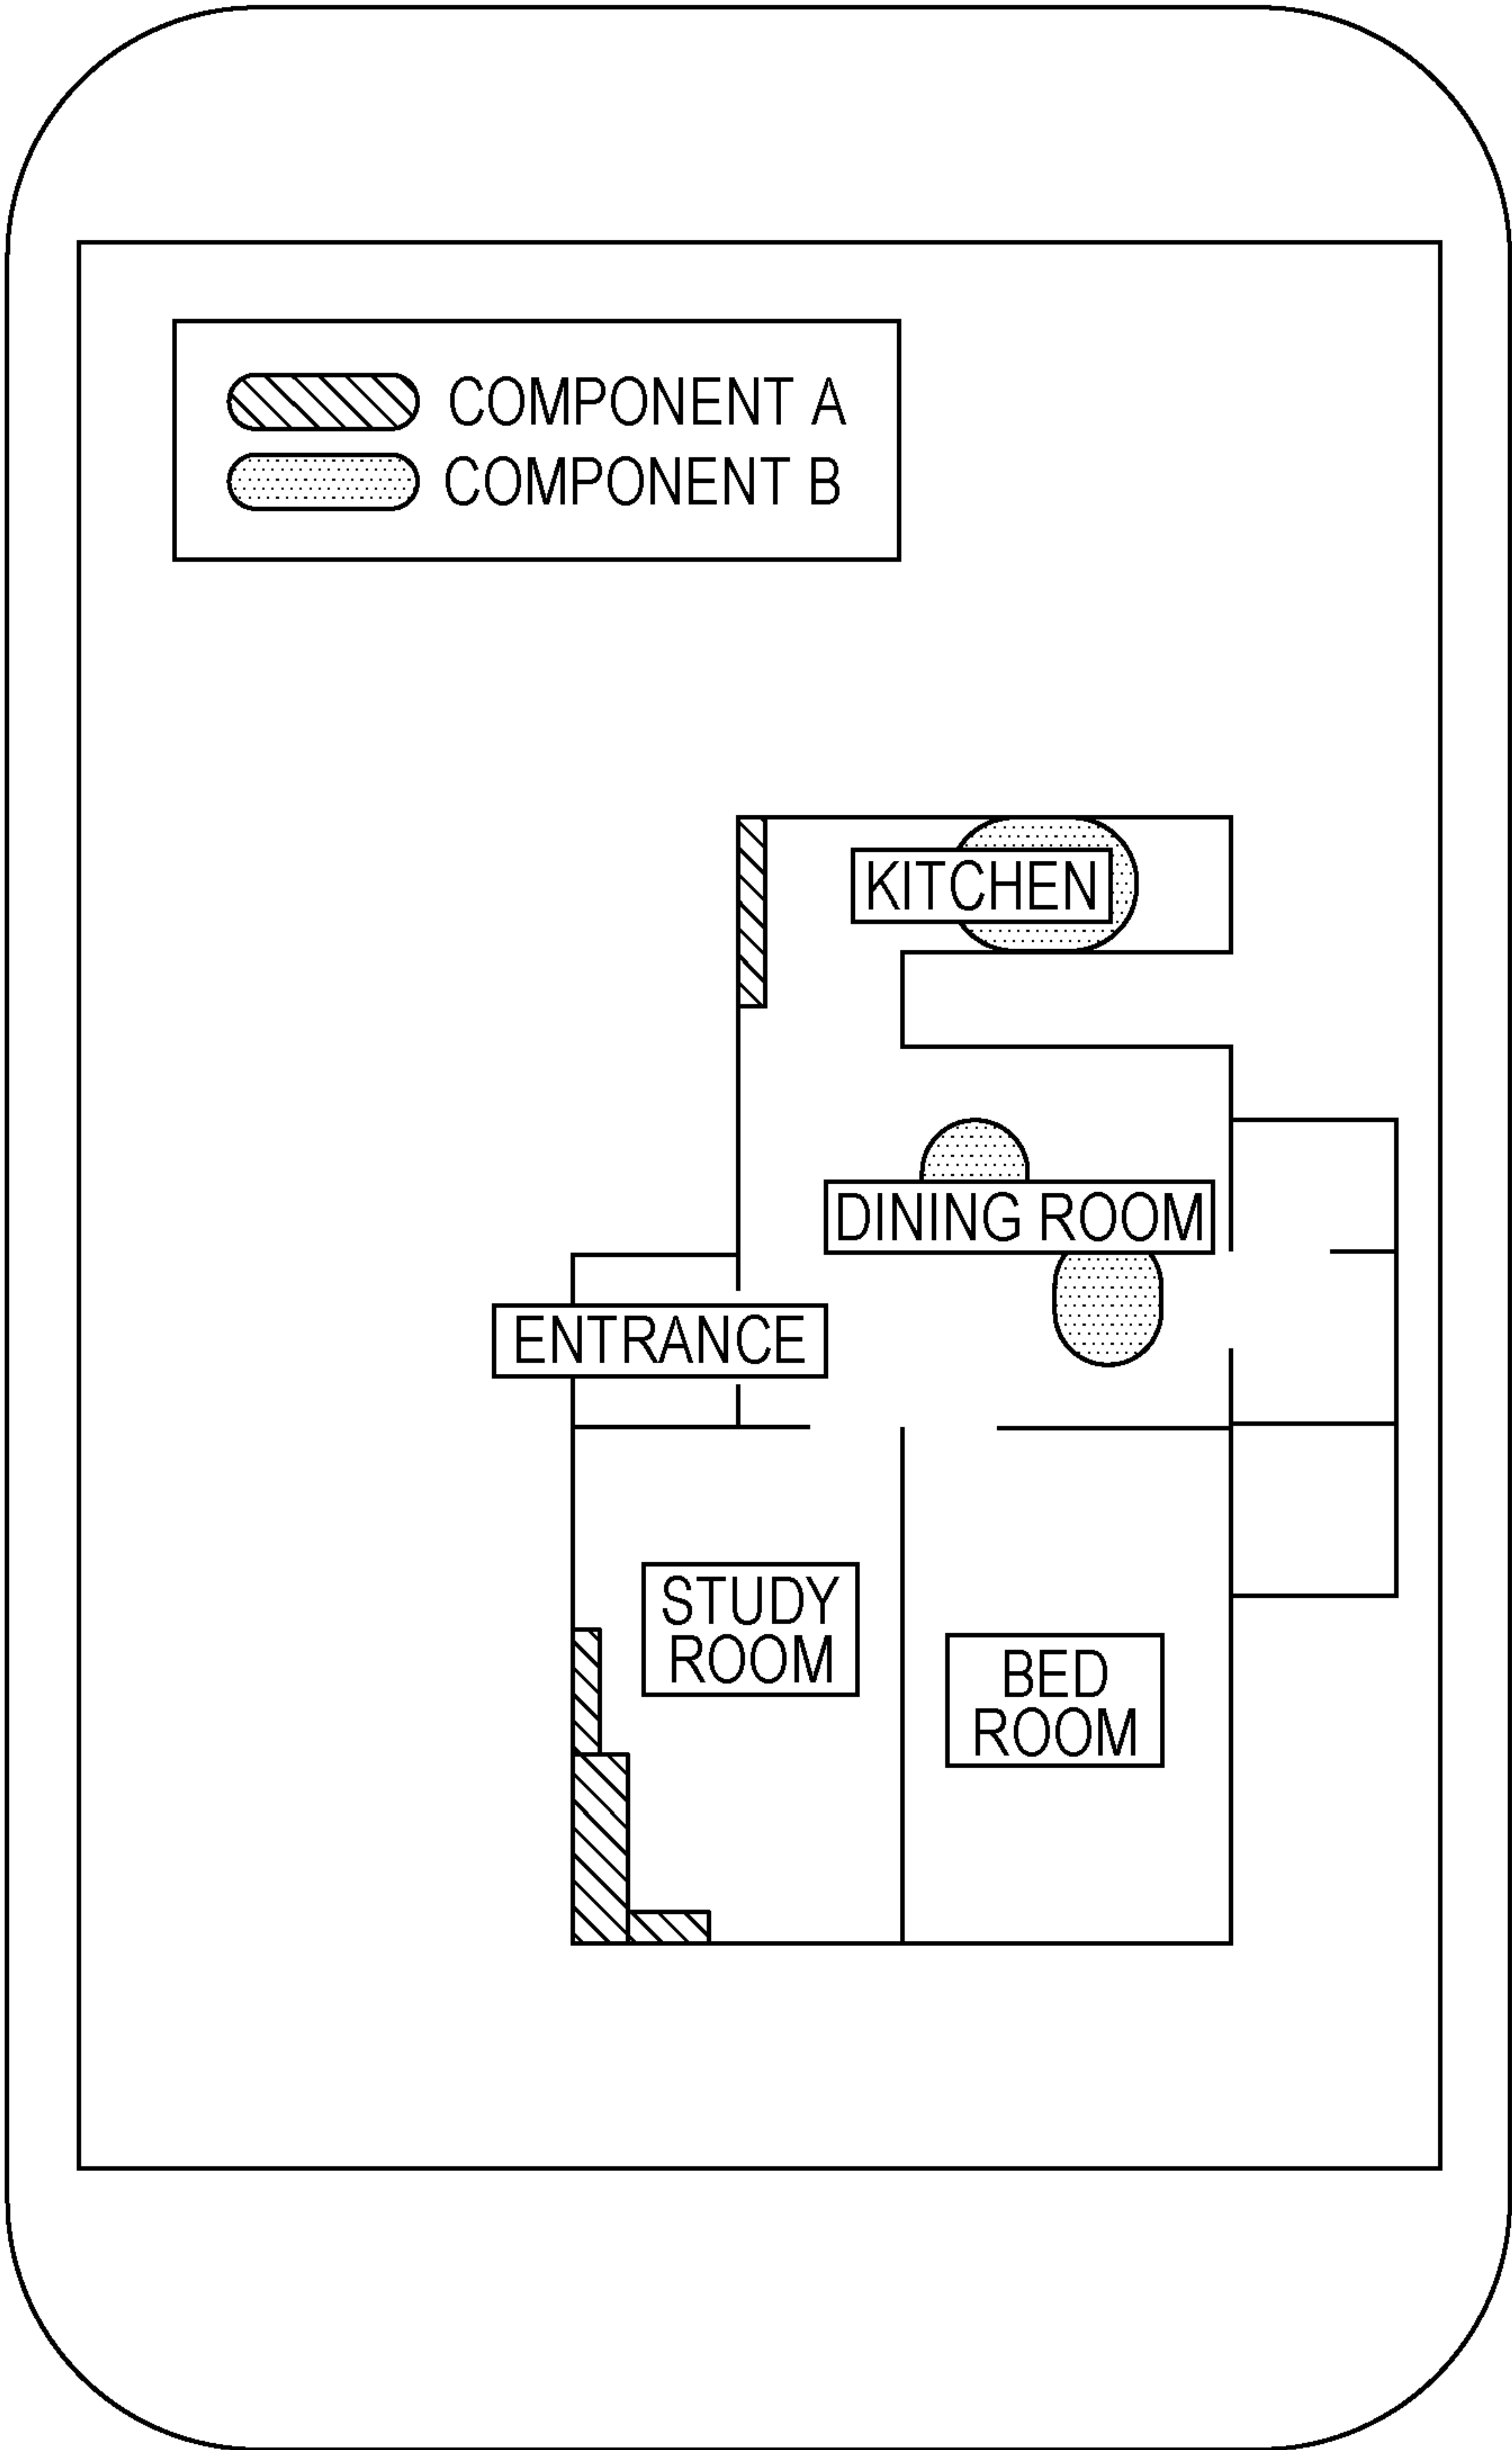 COMPONENT A
COMPONENT B
KITCHEN
DINING ROOM
ENTRANCE
STUDY
ROOM
BED
ROOM